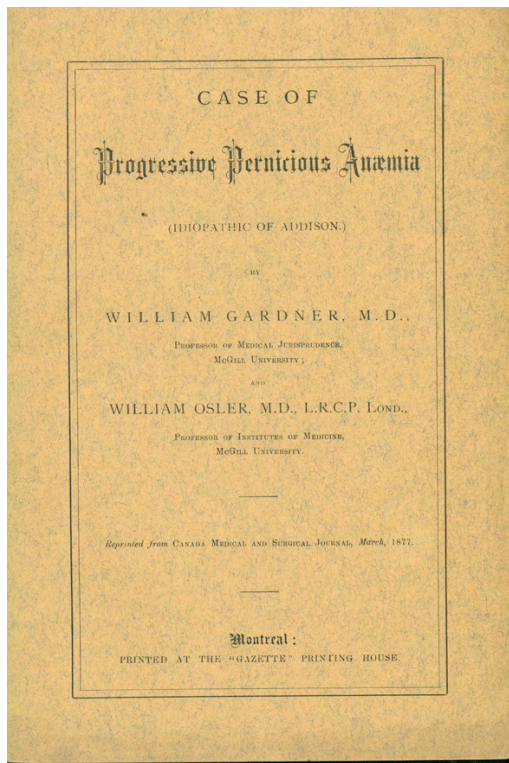 CASE OF
Progressive Pernicious Anæmia
(IDIOPATHIC OF ADDISON.)
BY
WILLIAM GARDNER, M.D.,
Professor of Medical Jurisprudence,
McGill University;
AND
WILLIAM OSLER, M.D., L.R.C.P. Lond.,
Professor of Institutes of Medicine,
McGill University.
Reprinted from Canada Medical and Surgical Journal, March, 1877.
Montreal:
PRINTED AT THE "GAZETTE" PRINTING HOUSE.